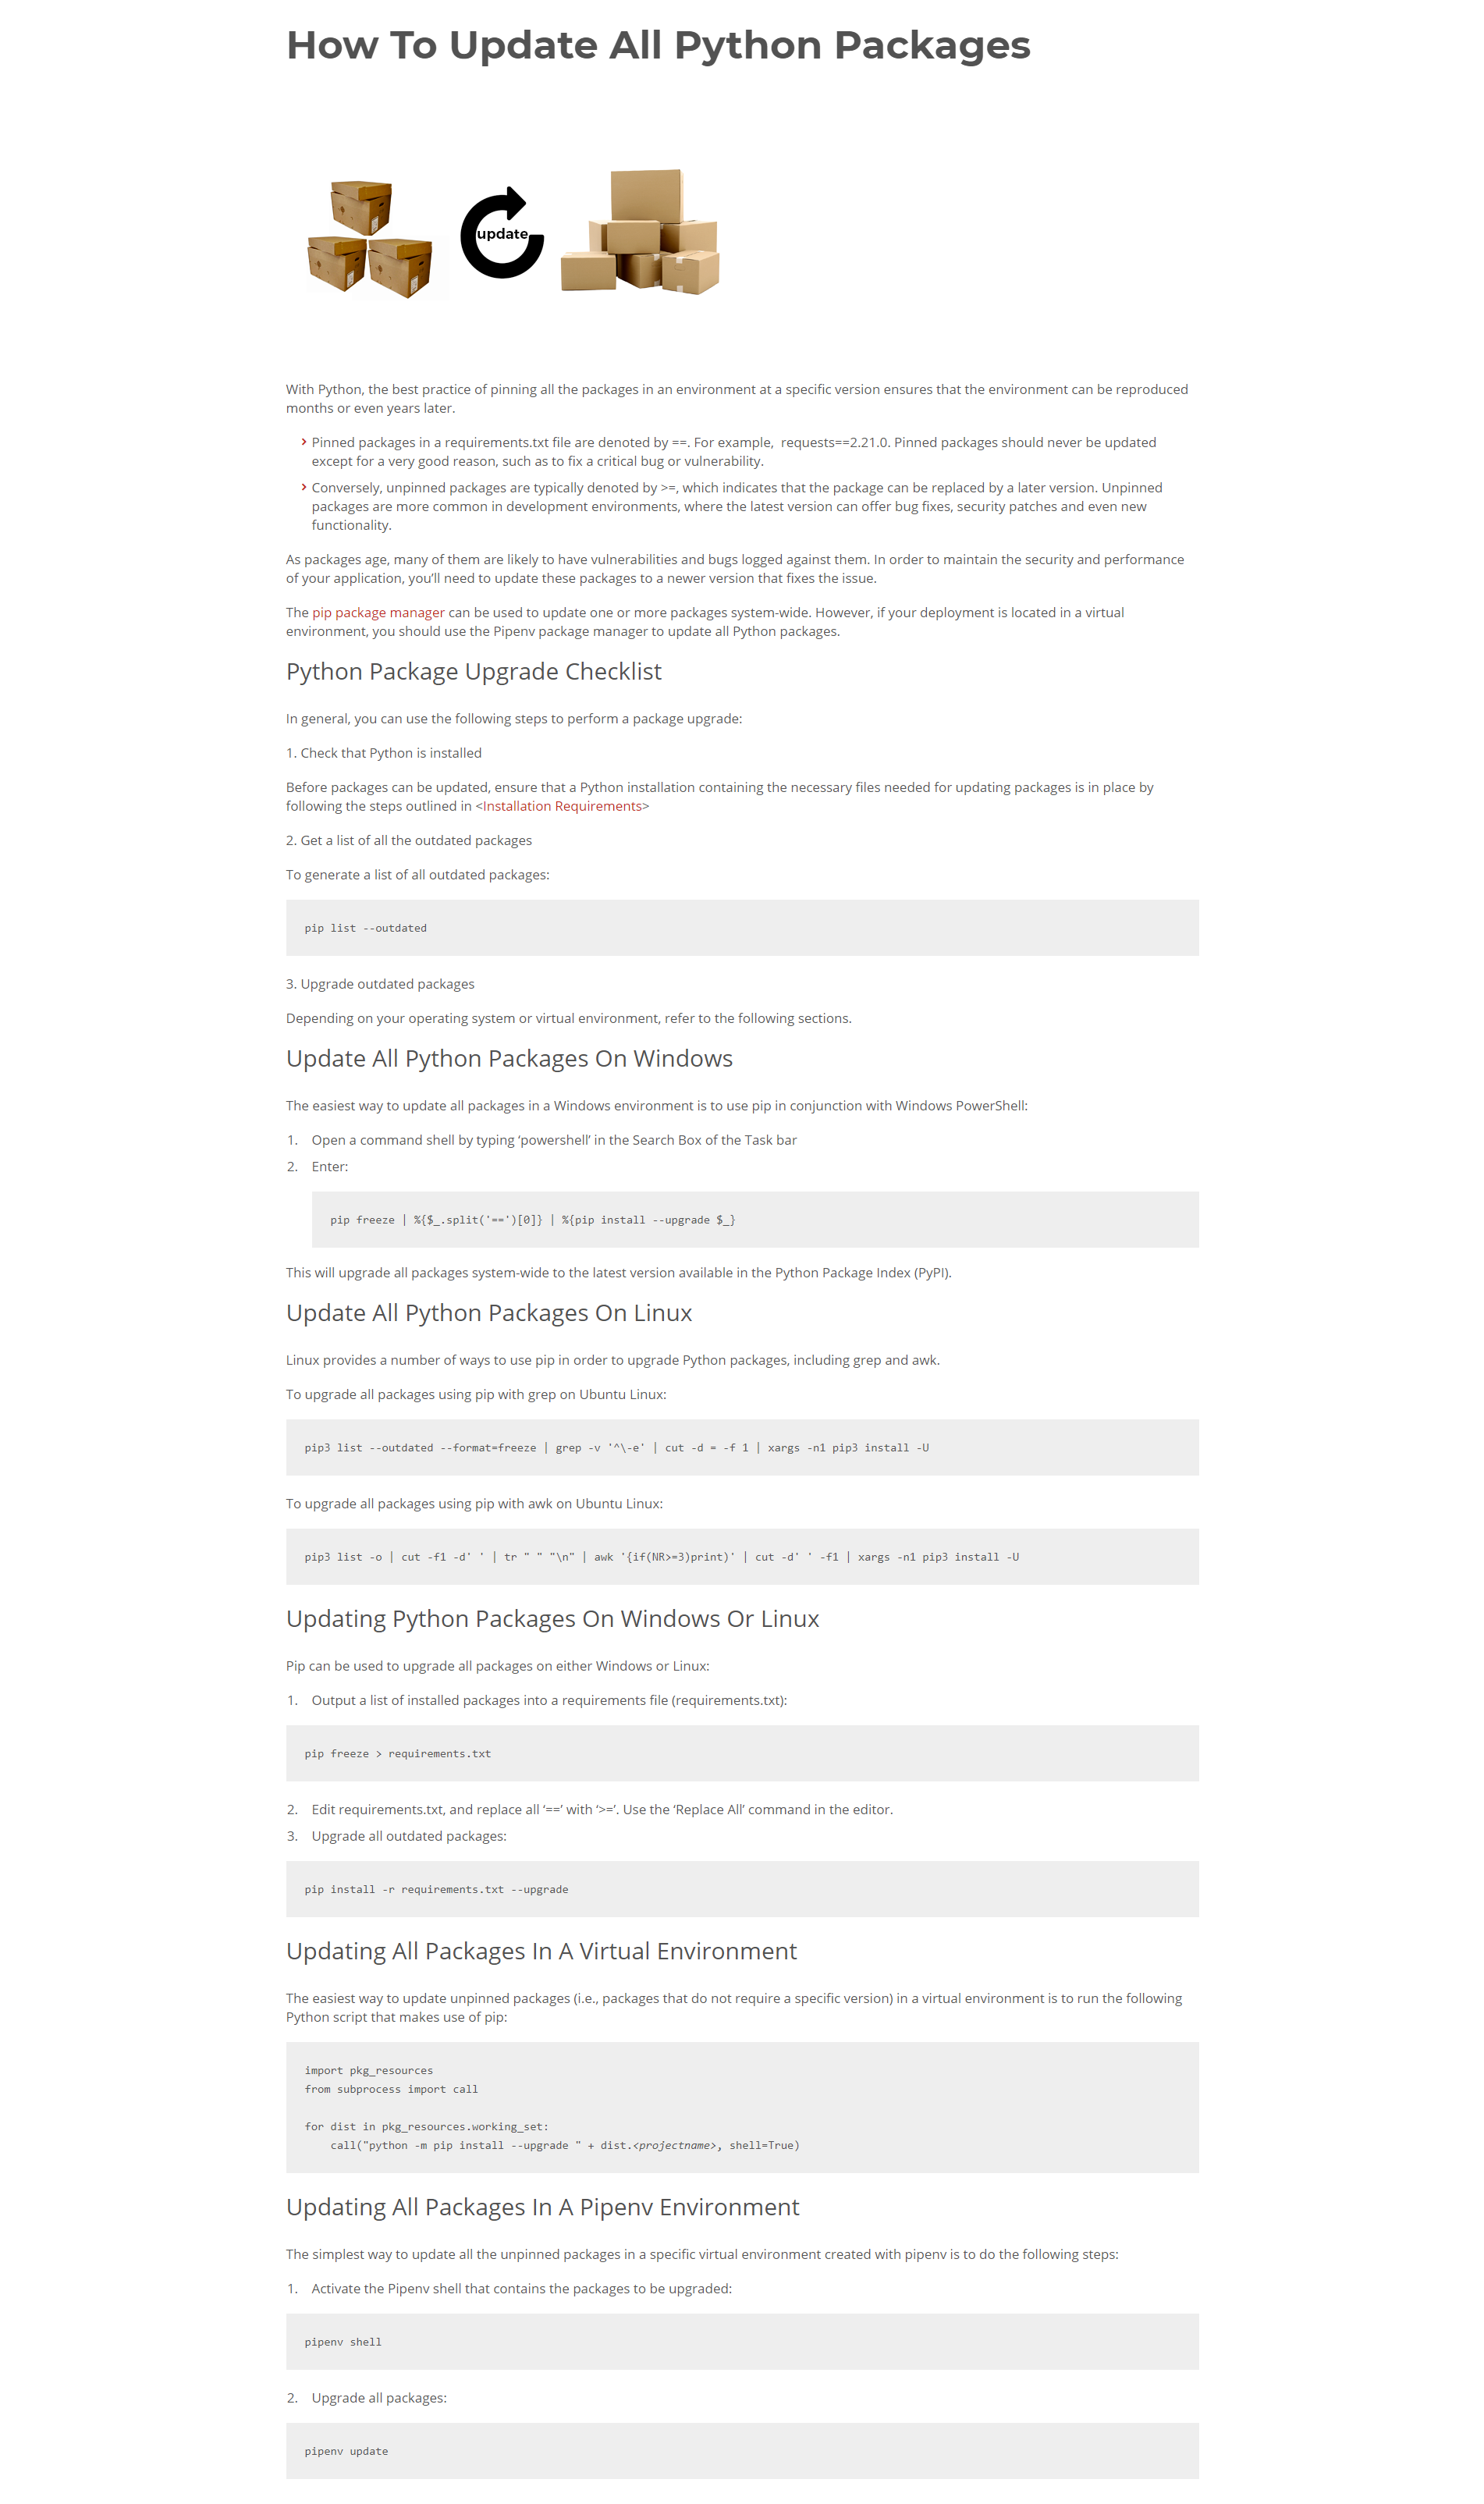 How To Update All Python Packages
update
With Python, the best practice of pinning all the packages in an environment at a specific version ensures that the environment can be reproduced
months or even years later.
Pinned packages in a requirements.txt file are denoted by ==. For example,  requests==2.21.0. Pinned packages should never be updated
except for a very good reason, such as to fix a critical bug or vulnerability.
Conversely, unpinned packages are typically denoted by >=, which indicates that the package can be replaced by a later version. Unpinned
packages are more common in development environments, where the latest version can offer bug fixes, security patches and even new
functionality.
As packages age, many of them are likely to have vulnerabilities and bugs logged against them. In order to maintain the security and performance
of your application, you’ll need to update these packages to a newer version that fixes the issue.
The pip package manager can be used to update one or more packages system-wide. However, if your deployment is located in a virtual
environment, you should use the Pipenv package manager to update all Python packages.
Python Package Upgrade Checklist
In general, you can use the following steps to perform a package upgrade:
1. Check that Python is installed
Before packages can be updated, ensure that a Python installation containing the necessary files needed for updating packages is in place by
following the steps outlined in <Installation Requirements>
2. Get a list of all the outdated packages
To generate a list of all outdated packages:
pip list --outdated
3. Upgrade outdated packages
Depending on your operating system or virtual environment, refer to the following sections.
Update All Python Packages On Windows
The easiest way to update all packages in a Windows environment is to use pip in conjunction with Windows PowerShell:
1. Open a command shell by typing ‘powershell’ in the Search Box of the Task bar
2. Enter:
pip freeze | %{$_.split('==')[0]} | %{pip install --upgrade $_}
This will upgrade all packages system-wide to the latest version available in the Python Package Index (PyPI).
Update All Python Packages On Linux
Linux provides a number of ways to use pip in order to upgrade Python packages, including grep and awk.
To upgrade all packages using pip with grep on Ubuntu Linux:
pip3 list --outdated --format=freeze | grep -v '^\-e' | cut -d = -f 1 | xargs -n1 pip3 install -U
To upgrade all packages using pip with awk on Ubuntu Linux:
pip3 list -o | cut -f1 -d' ' | tr " " "\n" | awk '{if(NR>=3)print)' | cut -d' ' -f1 | xargs -n1 pip3 install -U
Updating Python Packages On Windows Or Linux
Pip can be used to upgrade all packages on either Windows or Linux:
1. Output a list of installed packages into a requirements file (requirements.txt):
pip freeze > requirements.txt
2. Edit requirements.txt, and replace all ‘==’ with ‘>=’. Use the ‘Replace All’ command in the editor.
3. Upgrade all outdated packages:
pip install -r requirements.txt --upgrade
Updating All Packages In A Virtual Environment
The easiest way to update unpinned packages (i.e., packages that do not require a specific version) in a virtual environment is to run the following
Python script that makes use of pip:
import pkg_resources
from subprocess import call
for dist in pkg_resources.working_set:
    call("python -m pip install --upgrade " + dist.<projectname>, shell=True)
Updating All Packages In A Pipenv Environment
The simplest way to update all the unpinned packages in a specific virtual environment created with pipenv is to do the following steps:
1. Activate the Pipenv shell that contains the packages to be upgraded:
pipenv shell
2. Upgrade all packages:
pipenv update